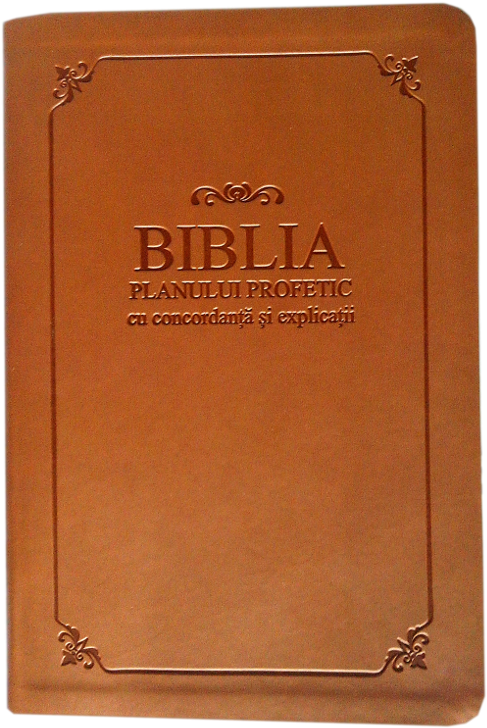 BIBLIA
PLANULUI PROFETIC
cu concordanță și explicații